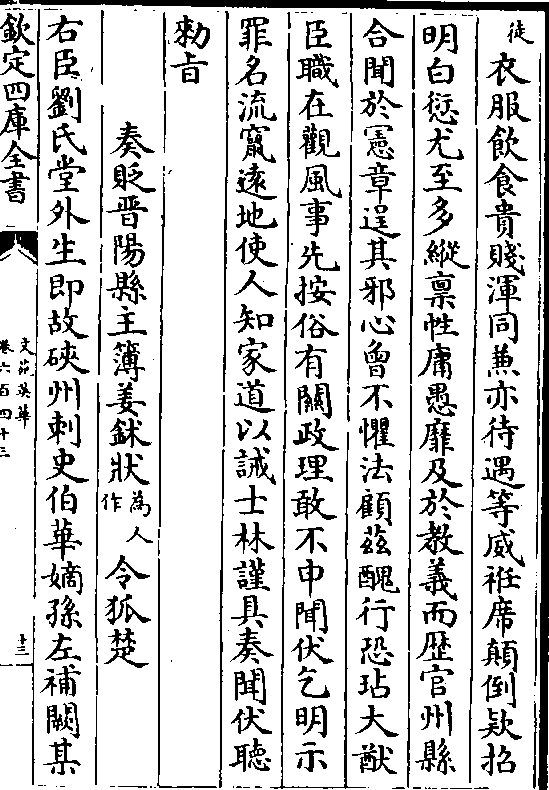 徒衣服飲食貴賤渾同兼亦待遇等威袵席顛倒欵招
明白愆尤至多縱稟性庸愚靡及於教義而歴官州縣
合聞於憲章逞其邪心曾不懼法顧茲醜行恐玷大猷
臣職在觀風事先按俗有關政理敢不申聞伏乞明示
罪名流竄遠地使人知家道以誡士林謹具奏聞伏聽
勅㫖
奏貶晉陽縣主簿姜鉥狀為人作 令狐楚
右臣劉氏堂外生即故硤州刺史伯華嫡孫左補闕某
欽定四庫全書
文苑英華
卷六百四十三
十三